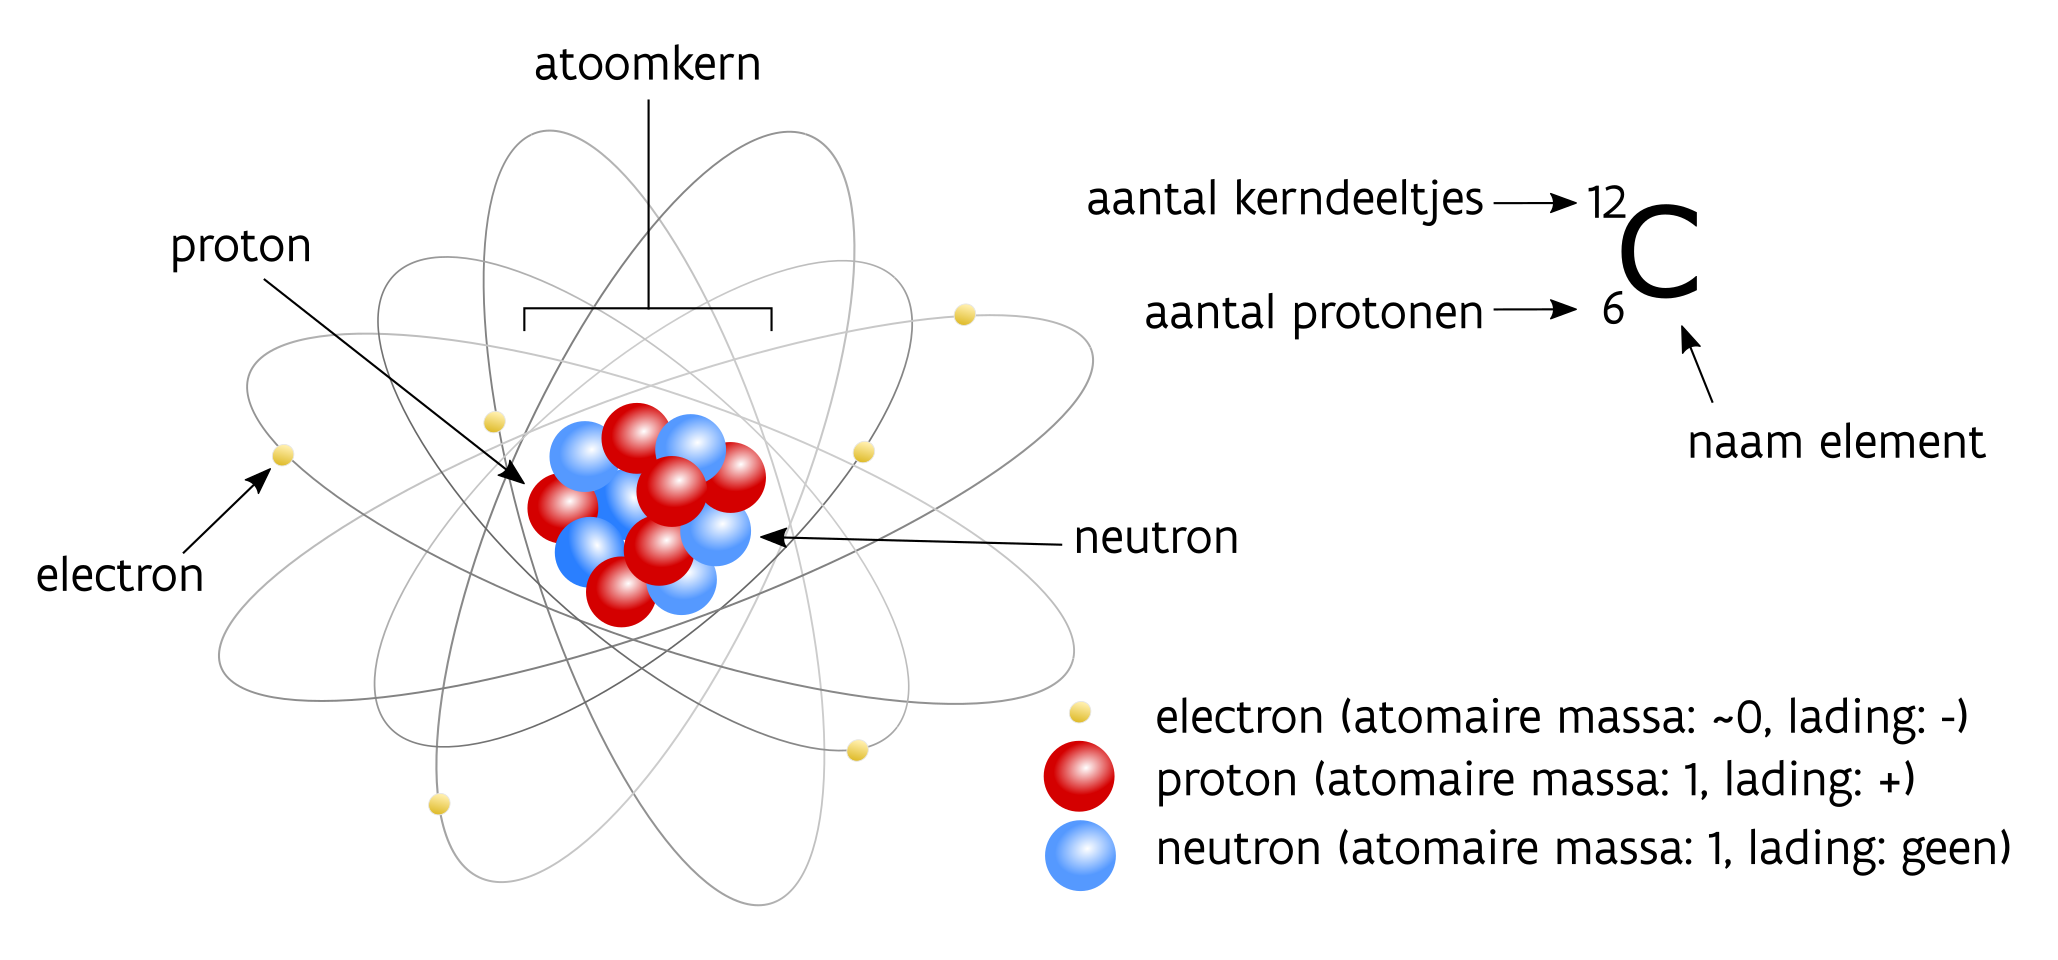 atoomkern
proton
electron
neutron
aantal kerndeeltjes
12
C
aantal protonen
6
naam element
electron (atomaire massa: ~0, lading: -)
proton (atomaire massa: 1, lading: +)
neutron (atomaire massa: 1, lading: geen)